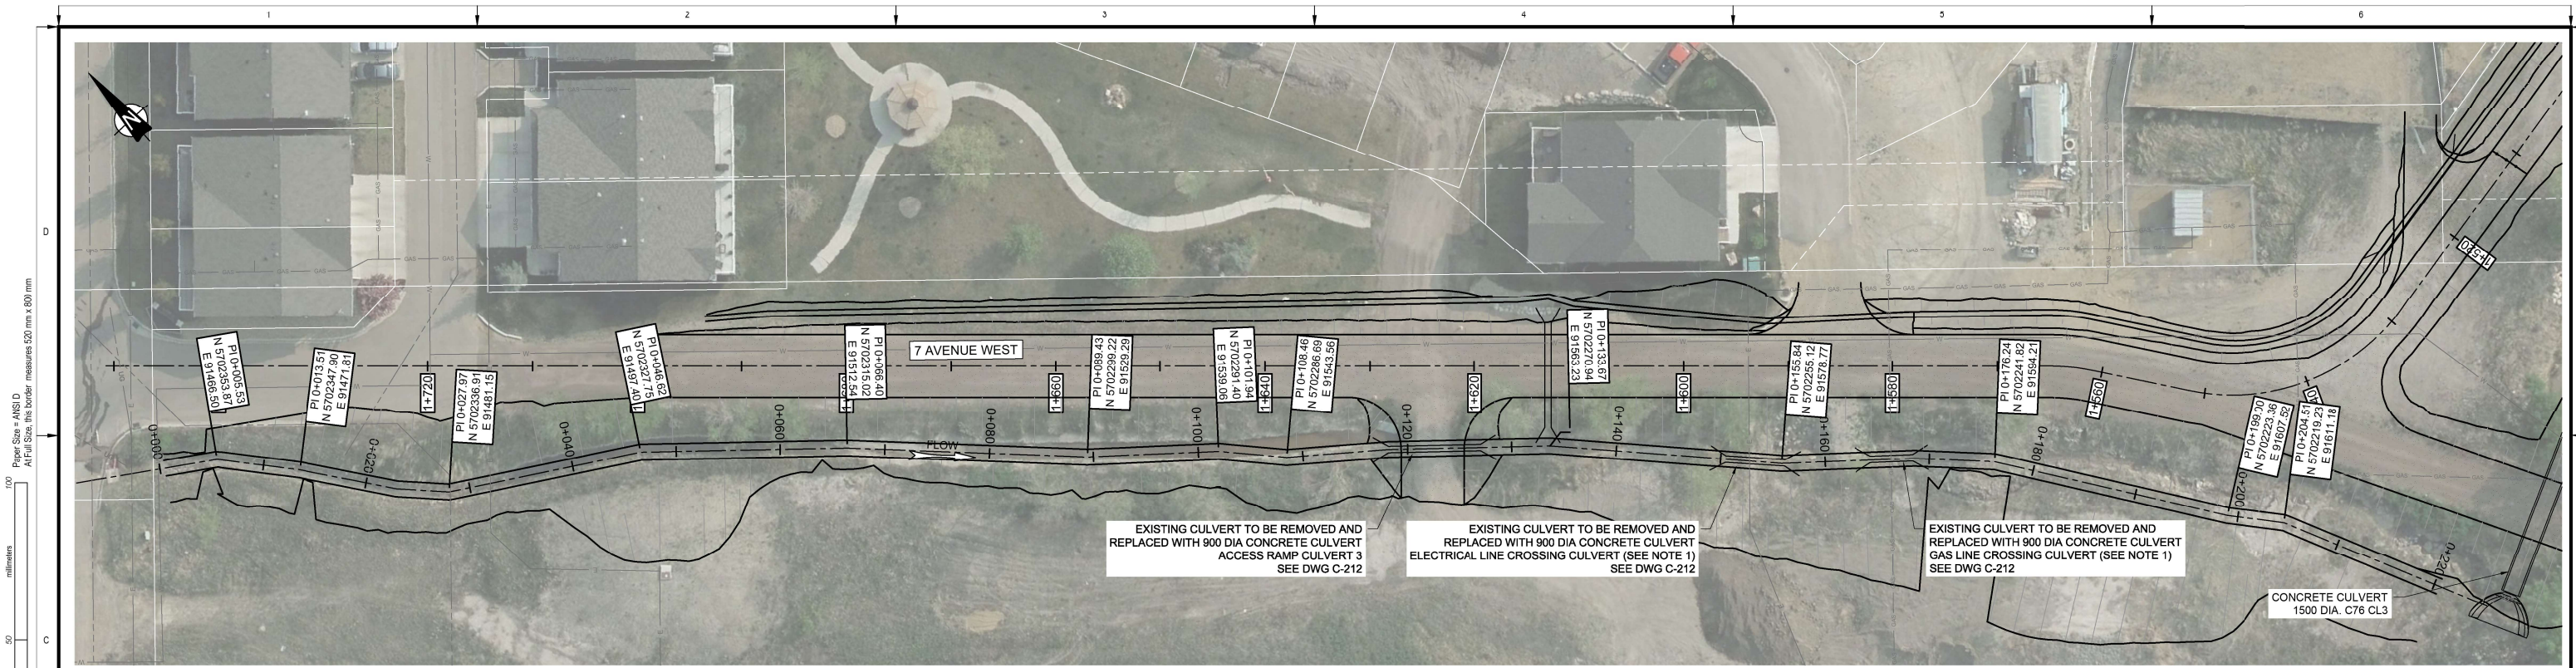 1
2
3
4
5
6
D
C
Paper Size = ANSI D
At Full Size, this border measures 520 mm x 800 mm
100
millimeters
50
N
PI 0+005.53
N 5702353.87
E 91466.50
PI 0+013.51
N 5702347.90
E 91471.81
PI 0+027.97
N 5702336.91
E 91481.15
PI 0+046.62
N 5702327.75
E 91497.40
PI 0+066.40
N 5702315.02
E 91512.54
PI 0+089.43
N 5702299.22
E 91529.29
PI 0+101.94
N 5702291.40
E 91539.06
PI 0+108.46
N 5702286.69
E 91543.56
PI 0+133.67
N 5702270.94
E 91563.23
PI 0+155.84
N 5702255.12
E 91578.77
PI 0+176.24
N 5702241.82
E 91594.21
PI 0+199.00
N 5702223.36
E 91607.52
PI 0+204.51
N 5702219.23
E 91611.18
7 AVENUE WEST
1+720
1+660
1+640
1+620
1+600
1+580
1+560
1+520
0+000
0+020
0+040
0+060
0+080
0+100
0+120
0+140
0+160
0+180
0+200
0+220
FLOW
GAS
W
EXISTING CULVERT TO BE REMOVED AND
REPLACED WITH 900 DIA CONCRETE CULVERT
ACCESS RAMP CULVERT 3
SEE DWG C-212
EXISTING CULVERT TO BE REMOVED AND
REPLACED WITH 900 DIA CONCRETE CULVERT
ELECTRICAL LINE CROSSING CULVERT (SEE NOTE 1)
SEE DWG C-212
EXISTING CULVERT TO BE REMOVED AND
REPLACED WITH 900 DIA CONCRETE CULVERT
GAS LINE CROSSING CULVERT (SEE NOTE 1)
SEE DWG C-212
CONCRETE CULVERT
1500 DIA. C76 CL3